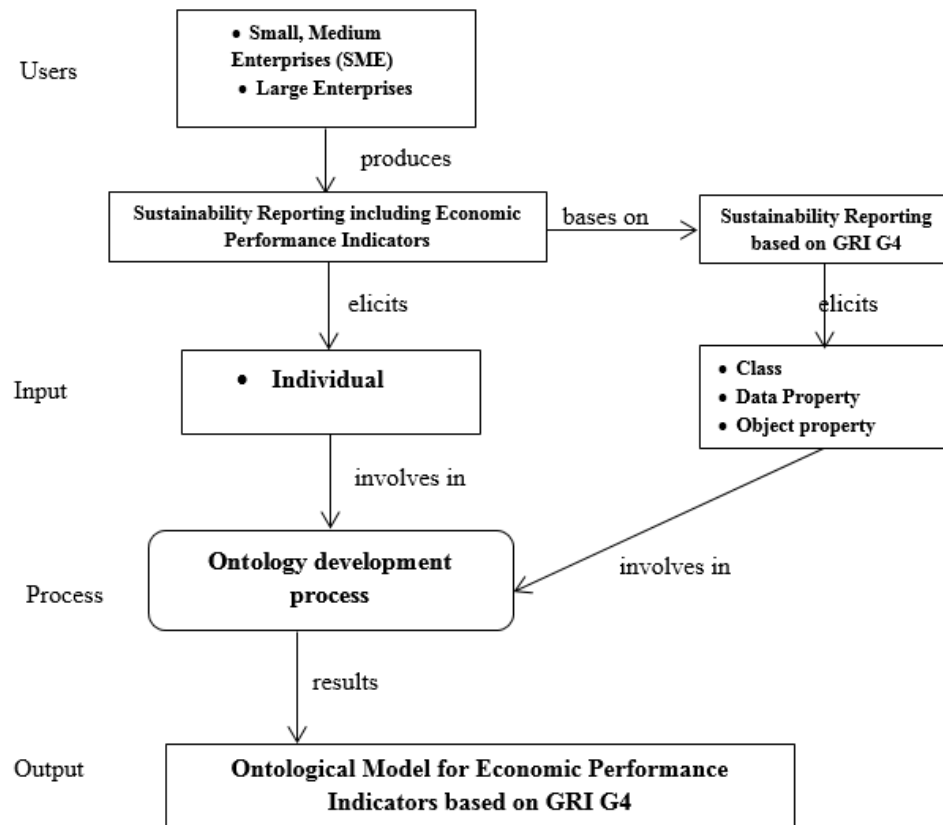 Users
• Small, Medium
Enterprises (SME)
• Large Enterprises
produces
Sustainability Reporting including Economic
Performance Indicators
bases on
Sustainability Reporting
based on GRI G4
elicits
elicits
Input
• Individual
• Class
• Data Property
• Object property
involves in
involves in
Process
Ontology development
process
results
Output
Ontological Model for Economic Performance
Indicators based on GRI G4